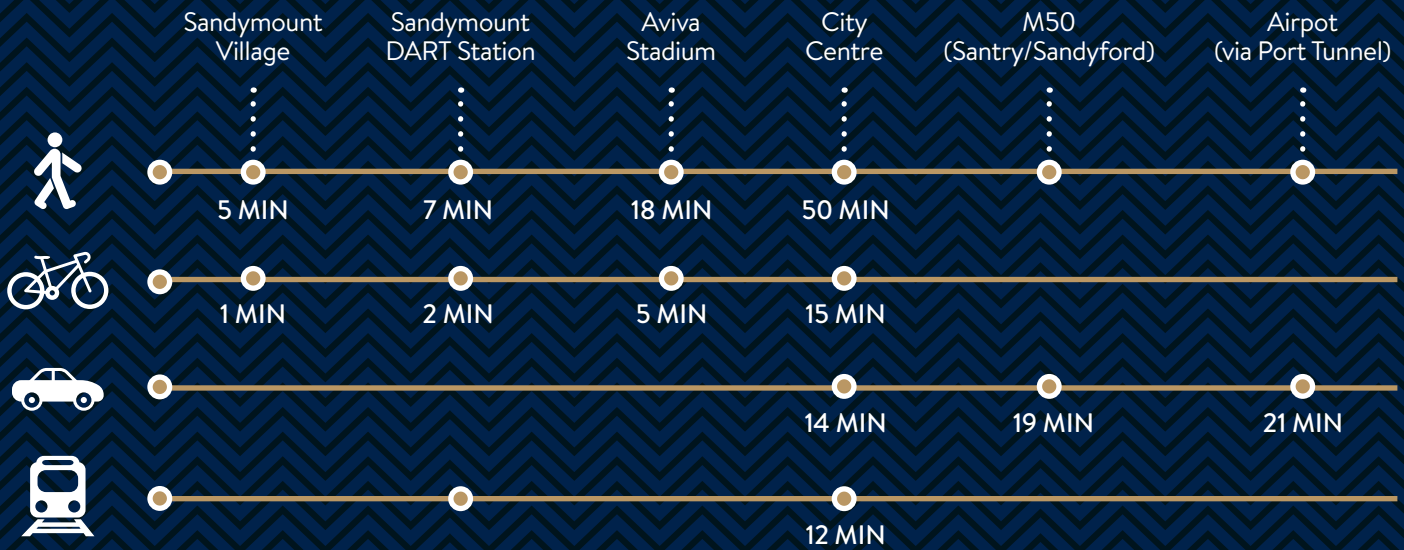 Sandymount
Village
Sandymount
DART Station
Aviva
Stadium
City
Centre
M50
(Santry/Sandyford)
Airpot
(via Port Tunnel)
5 MIN
7 MIN
18 MIN
50 MIN
1 MIN
2 MIN
5 MIN
15 MIN
14 MIN
19 MIN
21 MIN
12 MIN